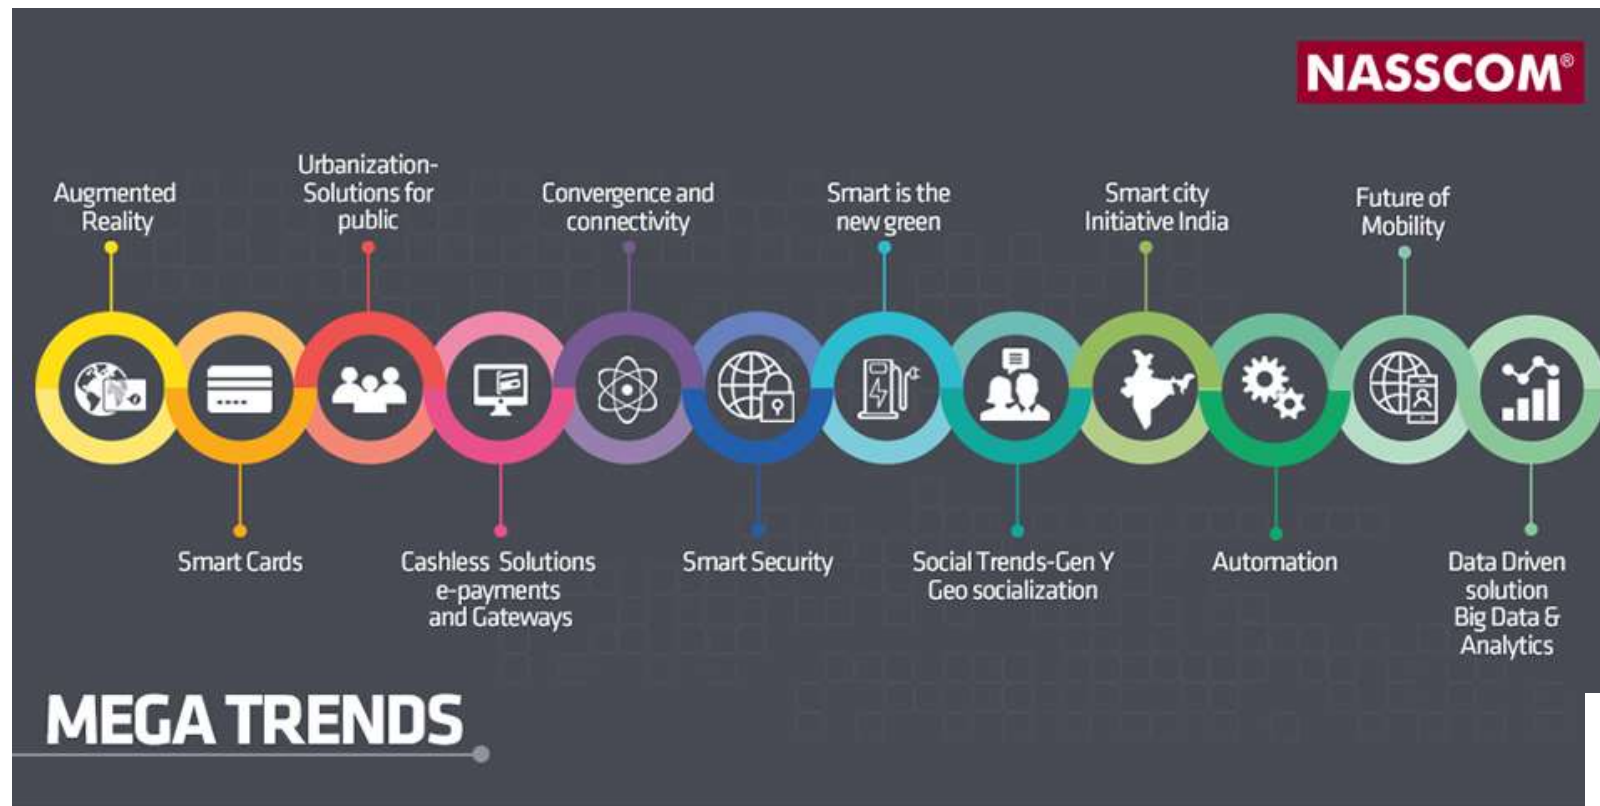 NASSCOM®
Augmented
Reality
Urbanization-
Solutions for
public
Convergence and
connectivity
Smart is the
new green
Smart city
Initiative India
Future of
Mobility
Smart Cards
Cashless Solutions
e-payments
and Gateways
Smart Security
Social Trends-Gen Y
Geo socialization
Automation
Data Driven
solution
Big Data &
Analytics
MEGA TRENDS